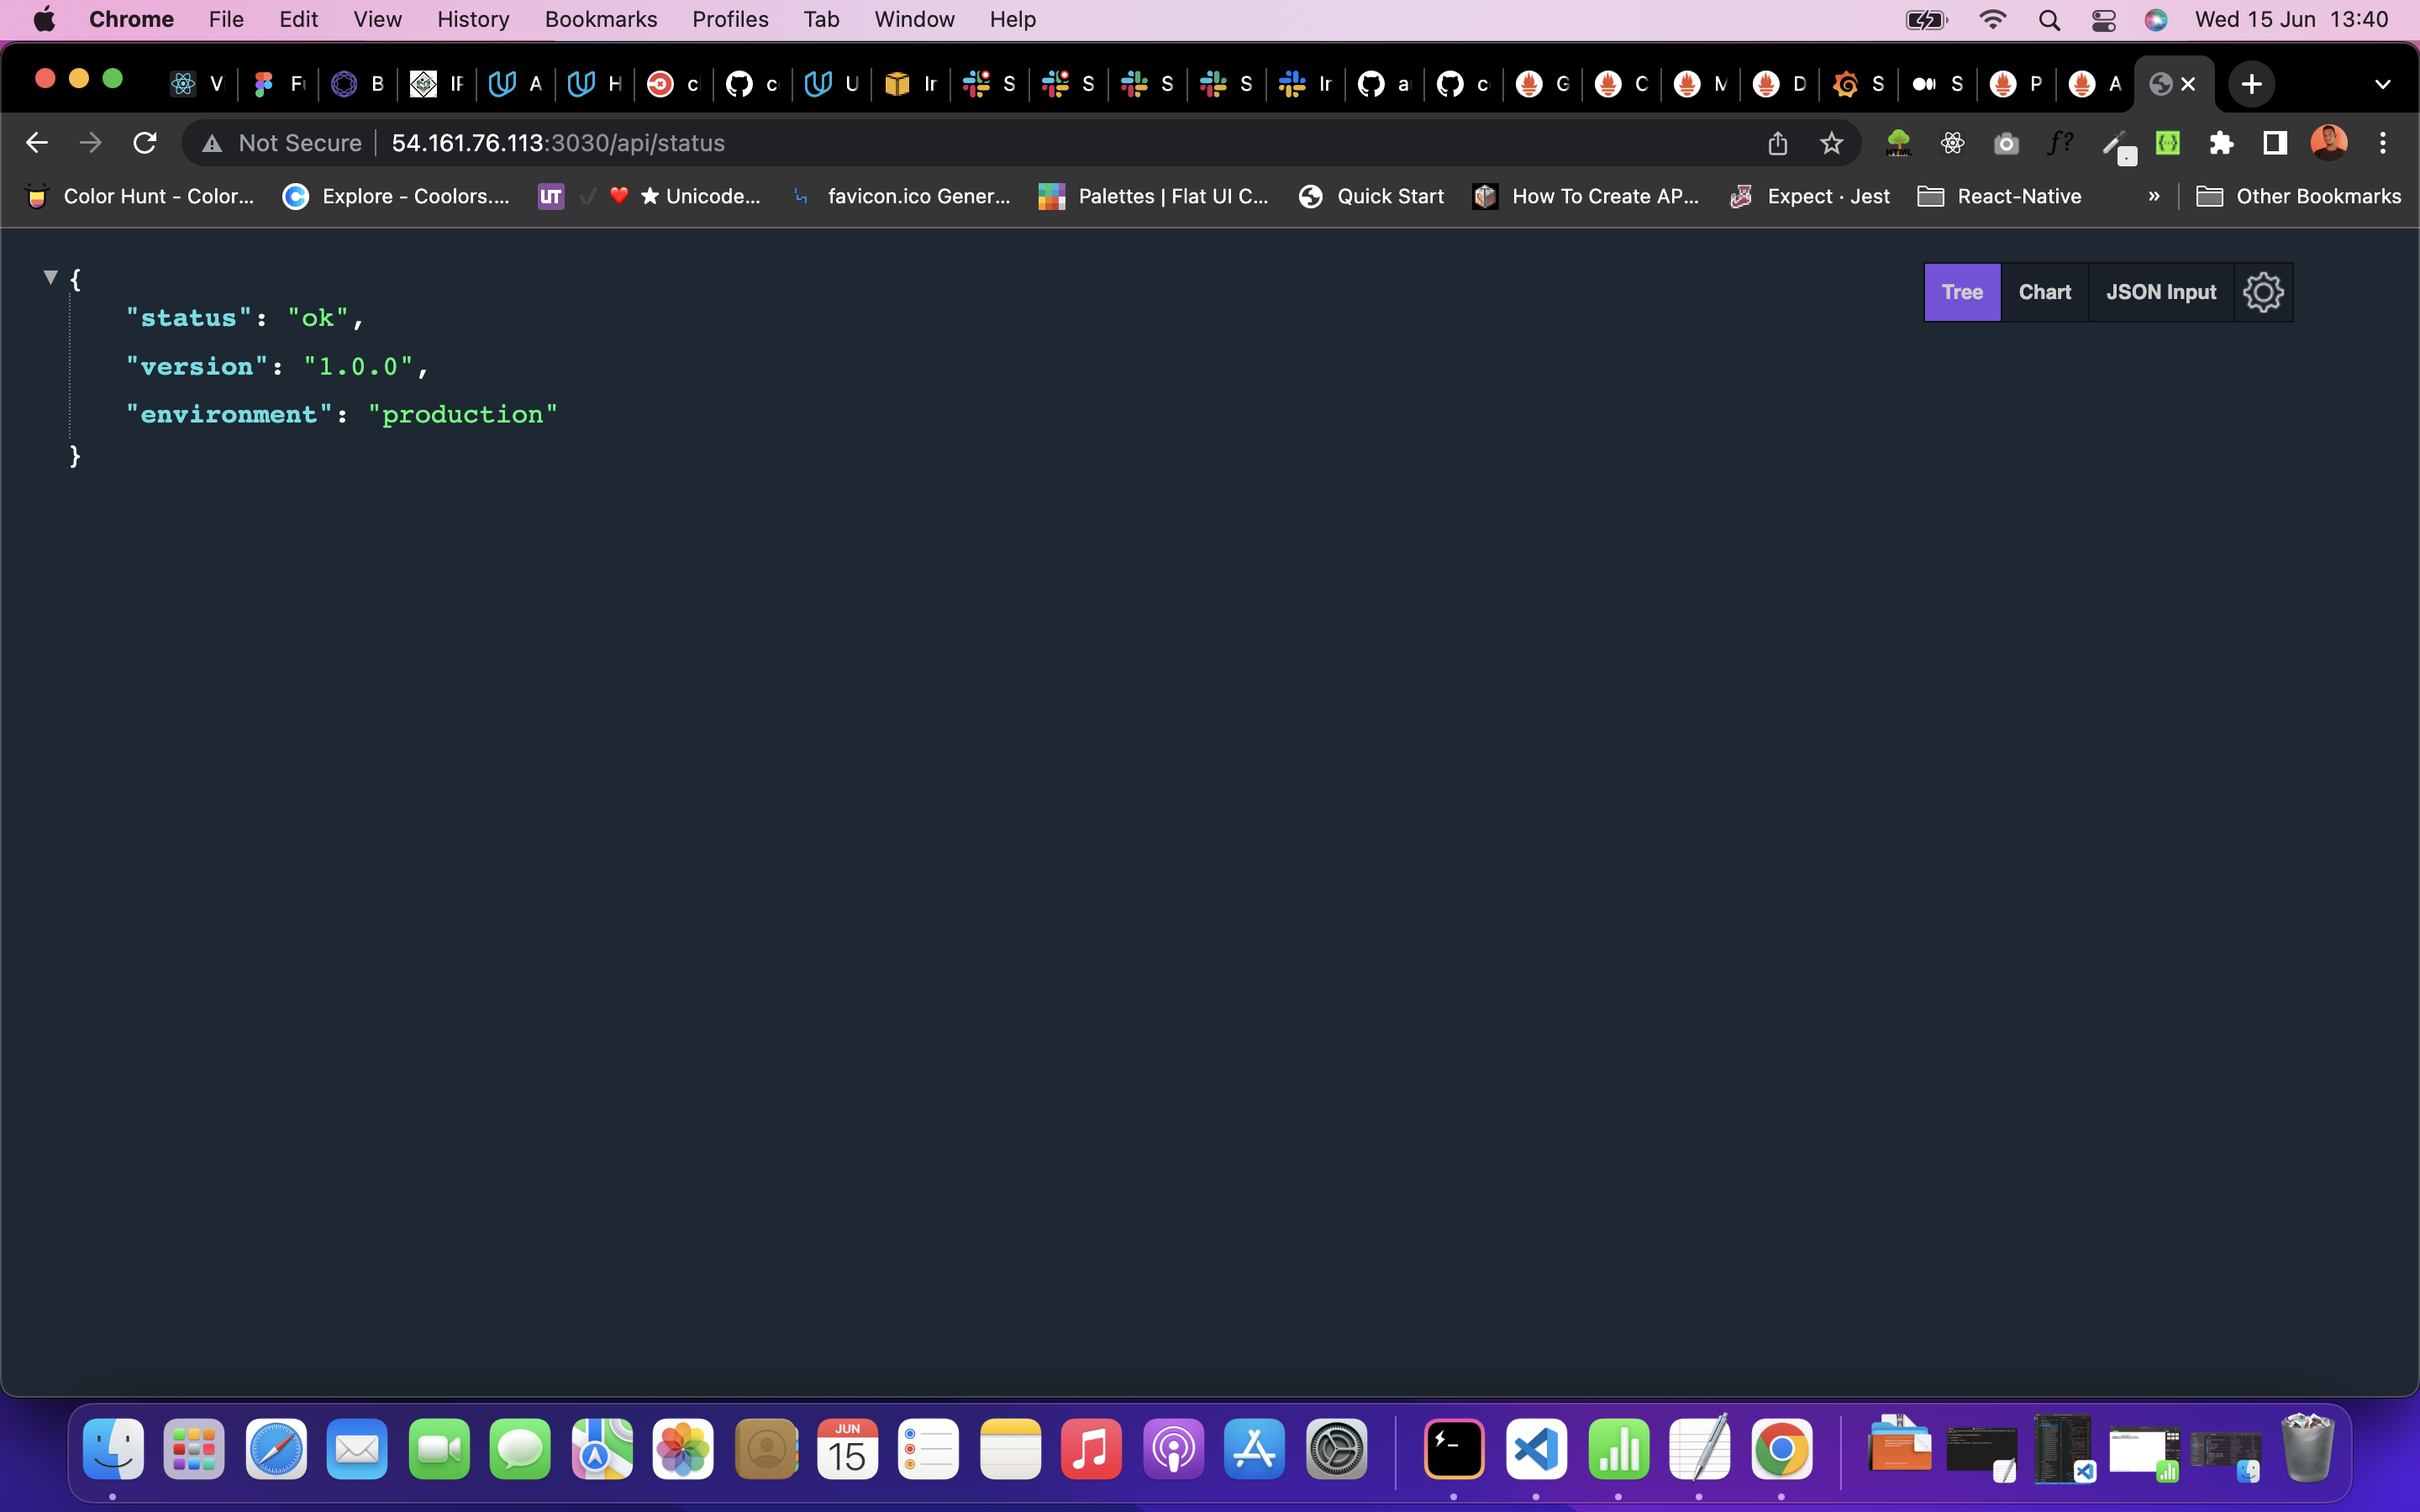 Chrome File Edit View History Bookmarks Profiles Tab Window Help Wed 15 Jun 13:40
V F B IF A H c c U Ir S S S S Ir a c G C M D S S P A
Not Secure 54.161.76.113:3030/api/status
Color Hunt - Color... Explore - Coolors.... UT ✓ ❤️ ★ Unicode... favicon.ico Gener... Palettes | Flat UI C... Quick Start How To Create AP... Expect · Jest React-Native » Other Bookmarks
{
Tree Chart JSON Input
"status": "ok",
"version": "1.0.0",
"environment": "production"
}
JUN
15